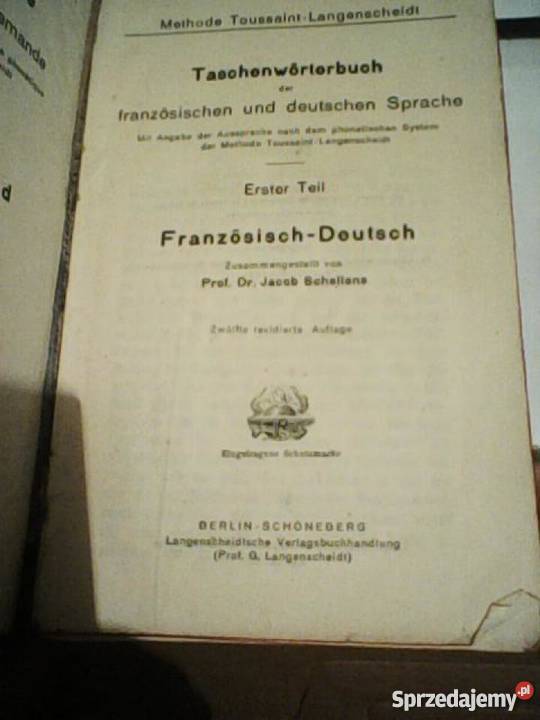 emande
d
Methode Toussaint-Langenscheidt
Taschenwörterbuch
der
französischen und deutschen Sprache
Mit Angabe der Aussprache nach dem phonetischen System
der Methode Toussaint-Langenscheidt
Erster Teil
Französisch-Deutsch
Zusammengestellt von
Prof. Dr. Jacob Schellens
Zwölfte revidierte Auflage
Eingetragene Schutzmarke
BERLIN-SCHÖNEBERG
Langenscheidtsche Verlagsbuchhandlung
(Prof. G. Langenscheidt)
Sprzedajemy.pl